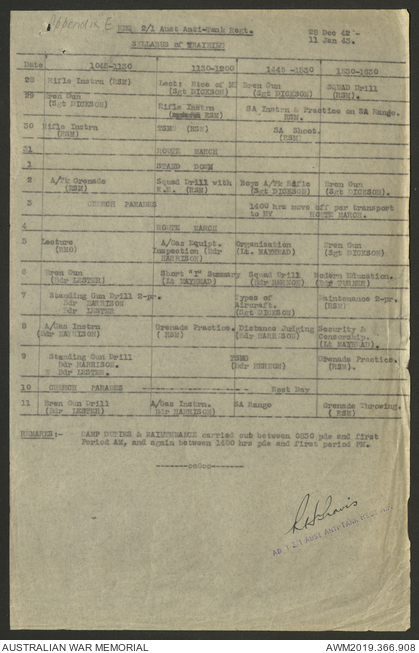 Appendix E
2/1 Aust Anti-Tank Regt. 28 Dec 42 -
SYLLABUS OF TRAINING 11 Jan 43.
Date 1045-1130 1130-1200 1445-1530 1530-1630
28 Rifle Instrn (RSM) Lect: Rise of Bren Gun SQUAD Drill
(Sgt DICKSON) (Sgt DICKSON) (RSM).
29 Bren Gun Rifle Instrn SA Instrn & Practice on SA Range.
(Sgt DICKSON) RSM) RSM.
30 Rifle Instrn TSMG (RSM) SA Shoot.
(RSM) (RSM).
31 ROUTE MARCH
1 STAND DOWN
2 A/Tk Grenade Squad Drill with Boys A/Tk Rifle Bren Gun
(RSM) (RSM) (Sgt DICKSON) (Sgt DICKSON).
3 CHURCH PARADES 1400 hrs move off per transport
to RV ROUTE MARCH.
4 ROUTE MARCH
5 Lecture A/Gas Equipt. Organisation Bren Gun
(RMO) Inspection (Bdr (Lt. MAYHEAD) (Sgt DICKSON)
HARRISON)
6 Bren Gun Short "I" Summary Squad Drill Modern Education.
(Bdr LESTER) (Lt MAYHEAD) (Bdr (Bdr TURNER)
7 Standing Gun Drill 2-pr. Types of Maintenance 2-pr.
Bdr HARRISON Aircraft. (RSM)
Bdr LESTER (Sgt DICKSON)
8 A/Gas Instrn Grenade Practice. Distance Judging Security &
(Bdr HARRISON) (RSM) (Bdr HARRISON) Censorship.
(Lt MAYHEAD).
9 Standing Gun Drill TSMG Grenade Practice.
Bdr HARRISON. (Bdr (RSM).
Bdr LESTER.
10 CHURCH PARADES Rest Day
11 Bren Gun Drill A/Gas Instrn. SA Range Grenade Throwing.
(Bdr LESTER) (Bdr HARRISON) (RSM)
REMARKS :- CAMP DUTIES & MAINTENANCE carried out between 0830 pde and first
Period AM, and again between 1400 hrs pde and first period PM.
-------ooOoo-------
2/1 AUST. ANTI-TANK
AUSTRALIAN WAR MEMORIAL AWM2019.366.908